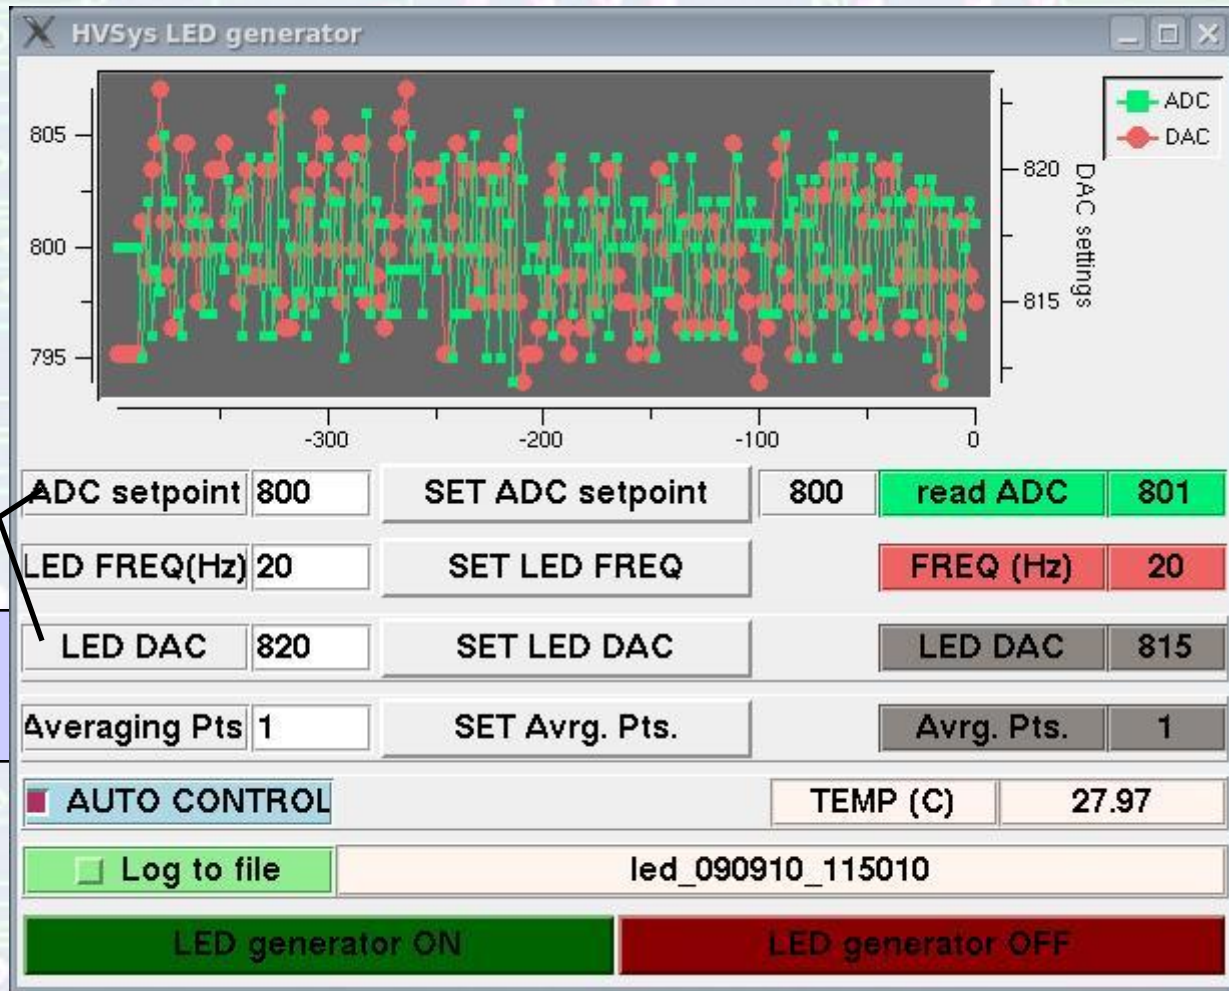 HVSys LED generator
ADC
DAC
805
800
795
820
815
DAC settings
-300 -200 -100 0
ADC setpoint 800 SET ADC setpoint 800 read ADC 801
LED FREQ(Hz) 20 SET LED FREQ FREQ (Hz) 20
LED DAC 820 SET LED DAC LED DAC 815
Averaging Pts 1 SET Avrg. Pts. Avrg. Pts. 1
AUTO CONTROL TEMP (C) 27.97
Log to file led_090910_115010
LED generator ON LED generator OFF